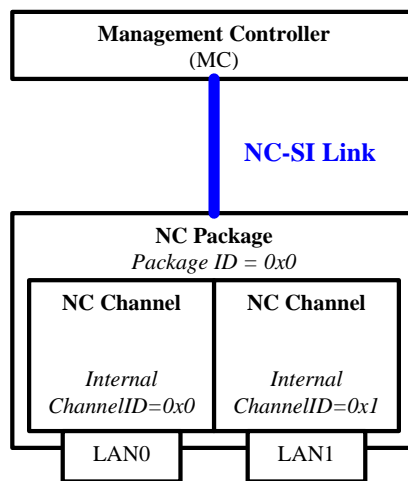 Management Controller
(MC)
NC-SI Link
NC Package
Package ID = 0x0
NC Channel
Internal
ChannelID=0x0
NC Channel
Internal
ChannelID=0x1
LAN0
LAN1